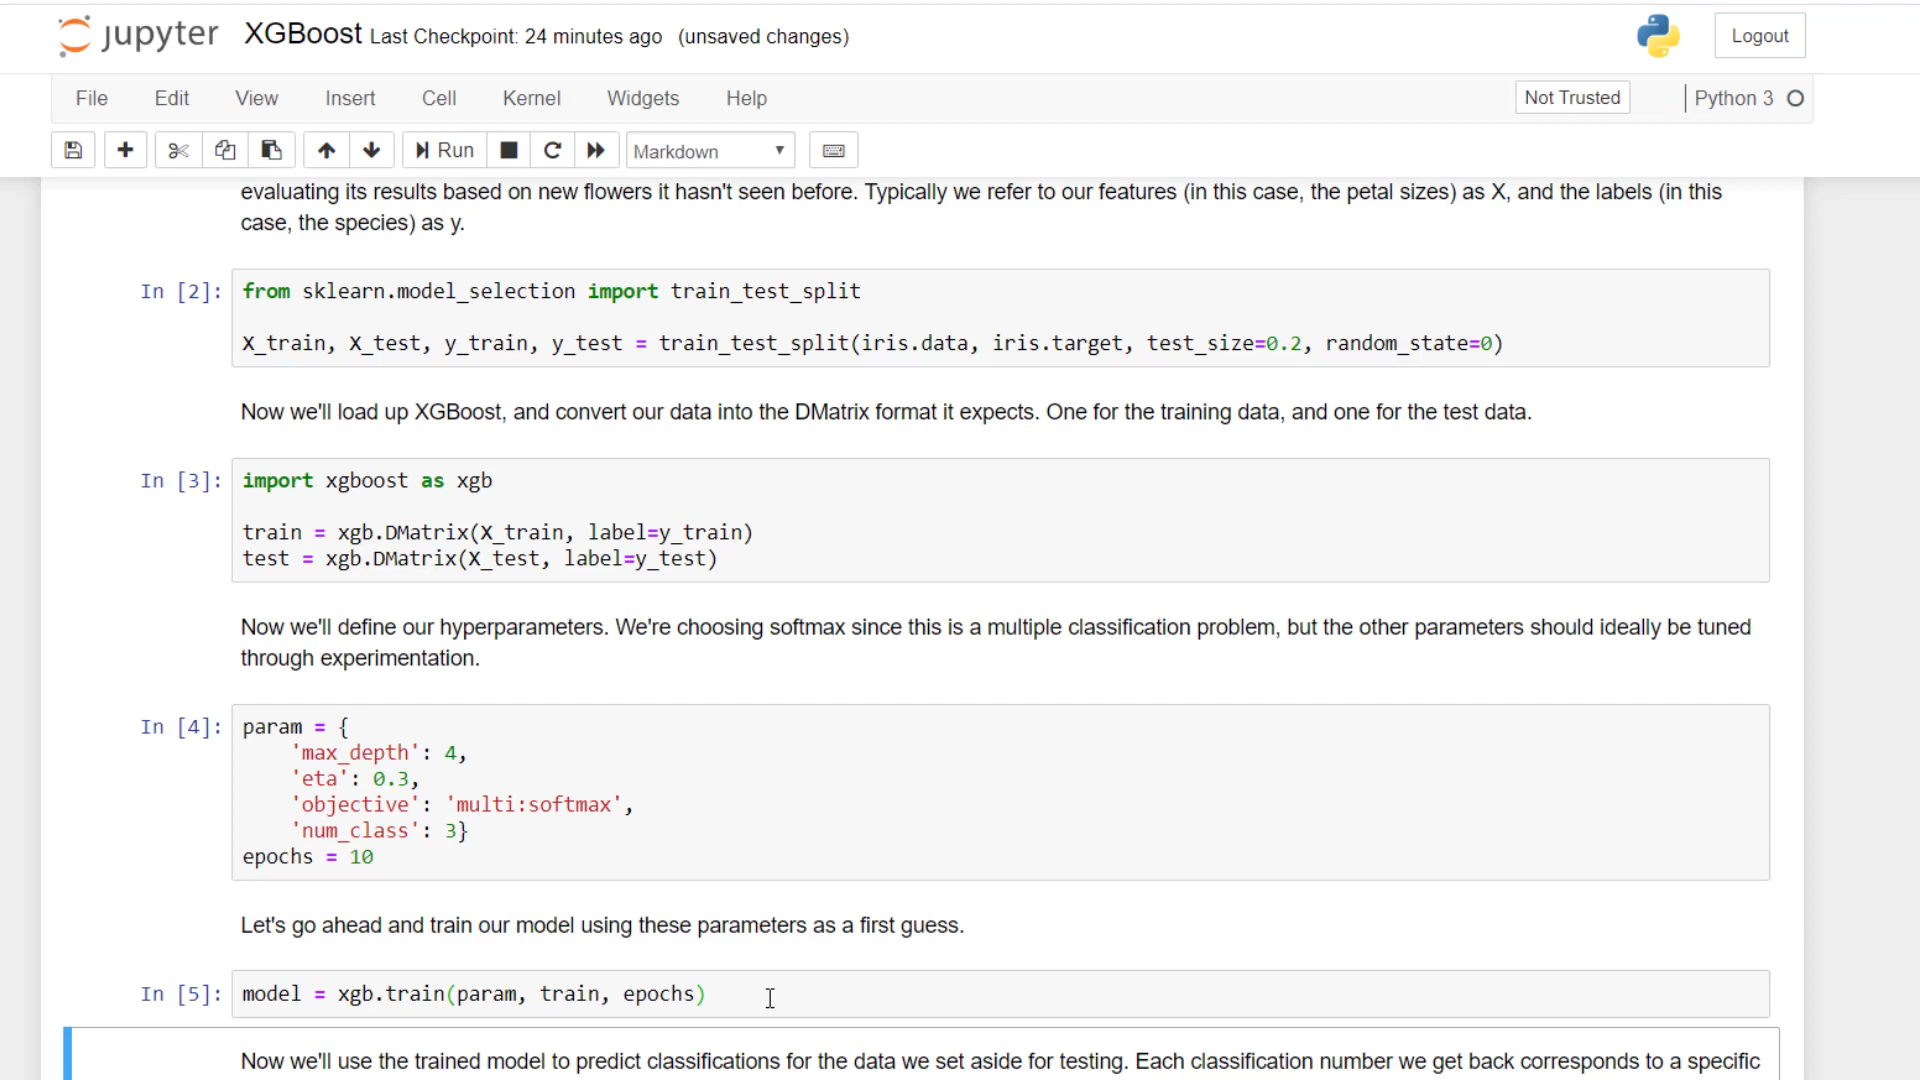 jupyter XGBoost Last Checkpoint: 24 minutes ago (unsaved changes) Logout
File Edit View Insert Cell Kernel Widgets Help Not Trusted Python 3
Run Markdown
evaluating its results based on new flowers it hasn't seen before. Typically we refer to our features (in this case, the petal sizes) as X, and the labels (in this
case, the species) as y.
In [2]: from sklearn.model_selection import train_test_split
X_train, X_test, y_train, y_test = train_test_split(iris.data, iris.target, test_size=0.2, random_state=0)
Now we'll load up XGBoost, and convert our data into the DMatrix format it expects. One for the training data, and one for the test data.
In [3]: import xgboost as xgb
train = xgb.DMatrix(X_train, label=y_train)
test = xgb.DMatrix(X_test, label=y_test)
Now we'll define our hyperparameters. We're choosing softmax since this is a multiple classification problem, but the other parameters should ideally be tuned
through experimentation.
In [4]: param = {
'max_depth': 4,
'eta': 0.3,
'objective': 'multi:softmax',
'num_class': 3}
epochs = 10
Let's go ahead and train our model using these parameters as a first guess.
In [5]: model = xgb.train(param, train, epochs)
Now we'll use the trained model to predict classifications for the data we set aside for testing. Each classification number we get back corresponds to a specific